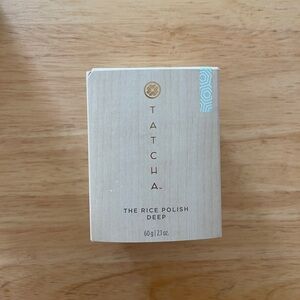 TATCHA
THE RICE POLISH
DEEP
60 g | 2.1 oz.